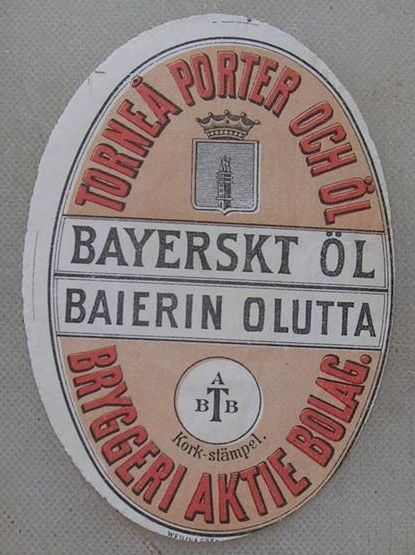 TORNEÅ PORTER OCH ÖL
BAYERSKT ÖL
BAIERIN OLUTTA
A
B T B
Kork-stämpel.
BRYGGERI AKTIE BOLAG.